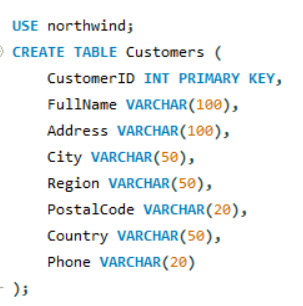 USE northwind;
CREATE TABLE Customers (
CustomerID INT PRIMARY KEY,
FullName VARCHAR(100),
Address VARCHAR(100),
City VARCHAR(50),
Region VARCHAR(50),
PostalCode VARCHAR(20),
Country VARCHAR(50),
Phone VARCHAR(20)
);